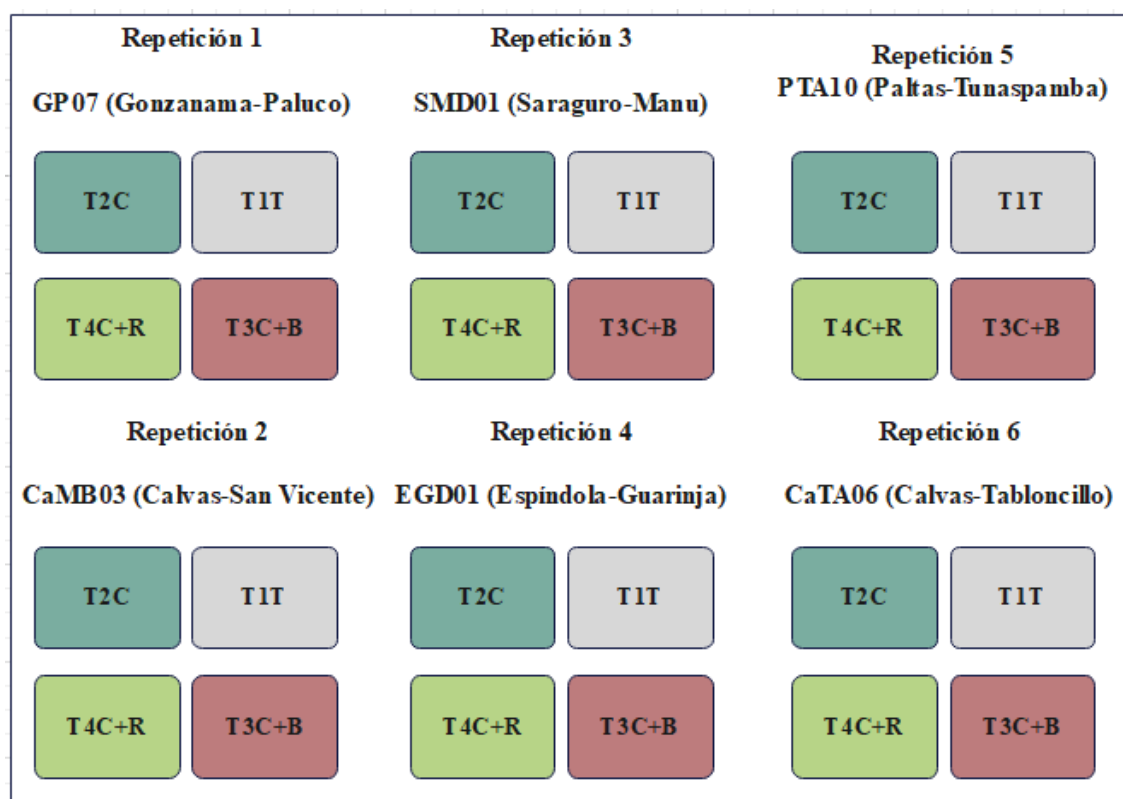 Repetición 1
GP07 (Gonzanama-Paluco)
T2C
T1T
T4C+R
T3C+B
Repetición 3
SMD01 (Saraguro-Manu)
T2C
T1T
T4C+R
T3C+B
Repetición 5
PTA10 (Paltas-Tunaspamba)
T2C
T1T
T4C+R
T3C+B
Repetición 2
CaMB03 (Calvas-San Vicente)
T2C
T1T
T4C+R
T3C+B
Repetición 4
EGD01 (Espíndola-Guarinja)
T2C
T1T
T4C+R
T3C+B
Repetición 6
CaTA06 (Calvas-Tabloncillo)
T2C
T1T
T4C+R
T3C+B